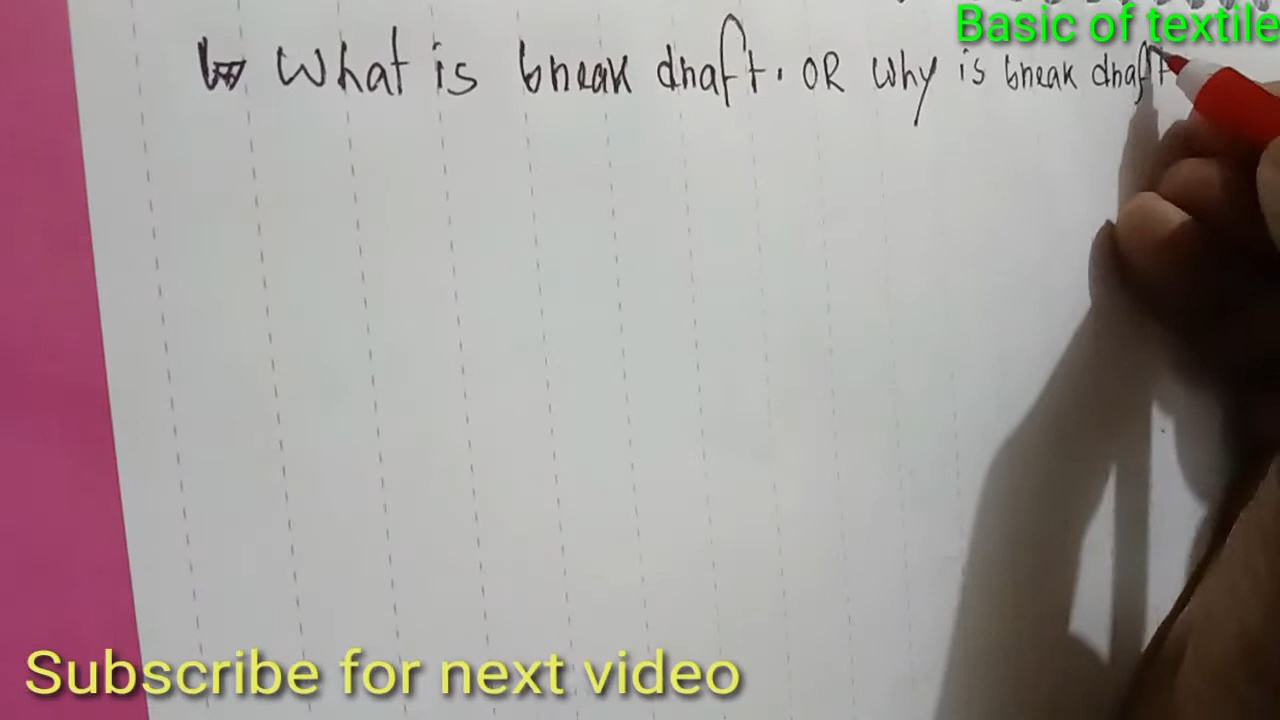 Basic of textile
What is break draft. OR Why is break draft
Subscribe for next video